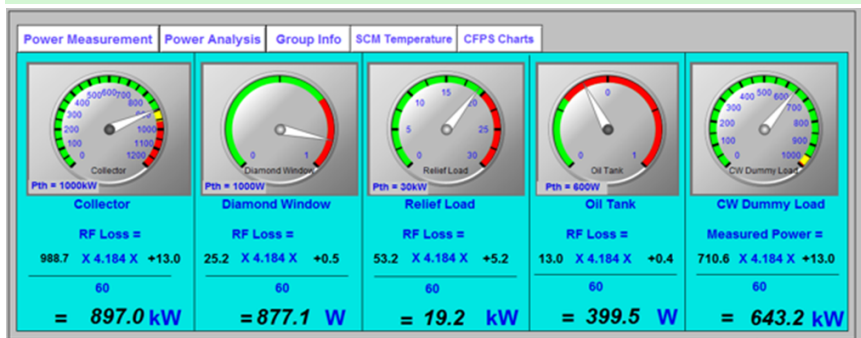 Power Measurement Power Analysis Group Info SCM Temperature CFPS Charts
0 100 200 300 400 500 600 700 1000 1100 1200
Collector
Pth = 1000kW
Collector
RF Loss =
988.7 X 4.184 X +13.0
60
= 897.0 kW
0 1
Diamond Window
Pth = 1000W
Diamond Window
RF Loss =
25.2 X 4.184 X +0.5
60
= 877.1 W
0 5 10 15 20 25 30
Relief Load
Pth = 30kW
Relief Load
RF Loss =
53.2 X 4.184 X +5.2
60
= 19.2 kW
0 0 1
Oil Tank
Pth = 600W
Oil Tank
RF Loss =
13.0 X 4.184 X +0.4
60
= 399.5 W
0 100 200 300 400 500 600 700 800 900 1000
CW Dummy Load
CW Dummy Load
Measured Power =
710.6 X 4.184 X +13.0
60
= 643.2 kW